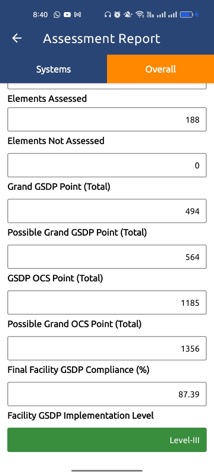 8:40
Assessment Report
Systems
Overall
Elements Assessed
188
Elements Not Assessed
0
Grand GSDP Point (Total)
494
Possible Grand GSDP Point (Total)
564
GSDP OCS Point (Total)
1185
Possible Grand OCS Point (Total)
1356
Final Facility GSDP Compliance (%)
87.39
Facility GSDP Implementation Level
Level-III